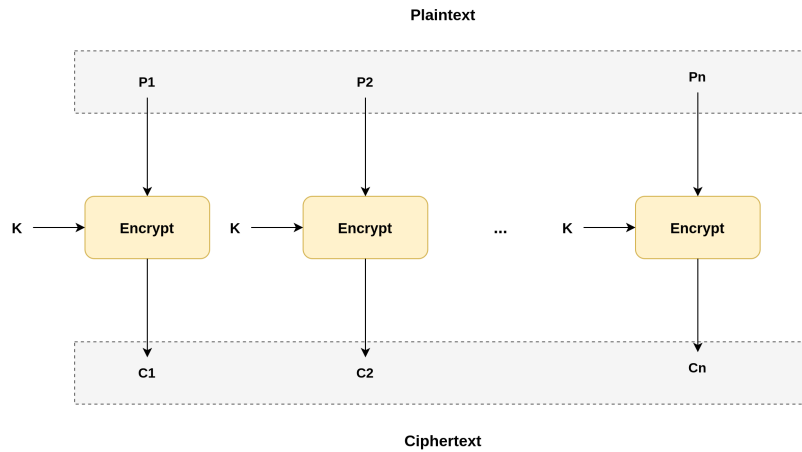 Plaintext
P1 P2 Pn
K Encrypt K Encrypt ... K Encrypt
C1 C2 Cn
Ciphertext